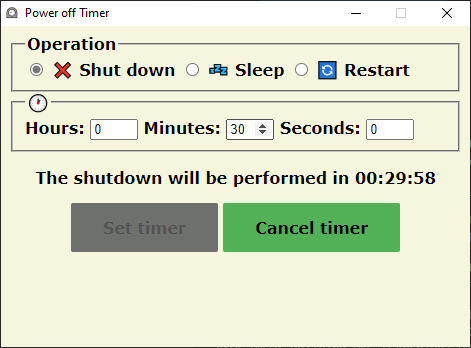 Power off Timer
Operation
Shut down Sleep Restart
Hours: 0 Minutes: 30 Seconds: 0
The shutdown will be performed in 00:29:58
Set timer Cancel timer